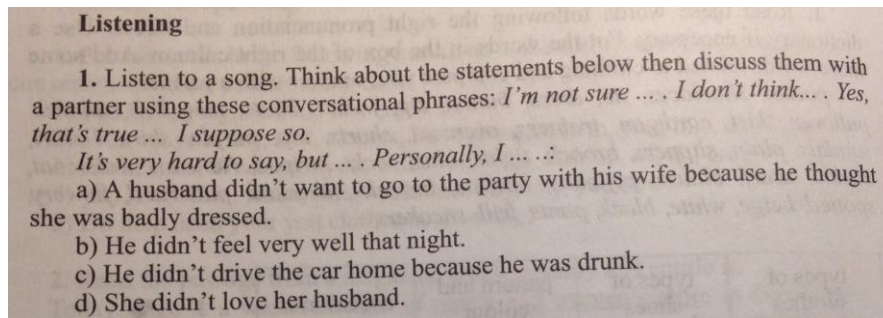 Listening
1. Listen to a song. Think about the statements below then discuss them with
a partner using these conversational phrases: I'm not sure ... . I don't think... . Yes,
that's true ... I suppose so.
It's very hard to say, but ... . Personally, I ... ..:
a) A husband didn't want to go to the party with his wife because he thought
she was badly dressed.
b) He didn't feel very well that night.
c) He didn't drive the car home because he was drunk.
d) She didn't love her husband.